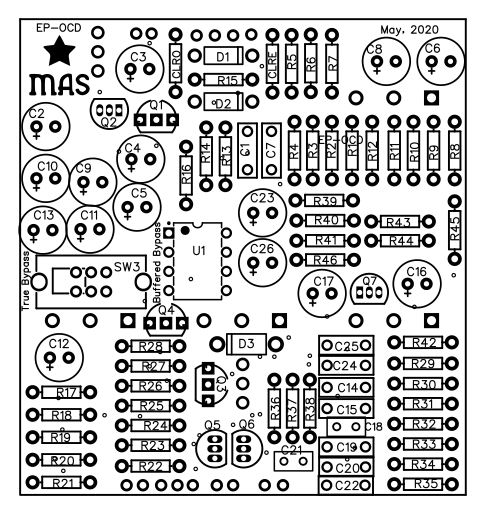 EP-OCD
May, 2020
MAS
C3
CLR0
D1
R15
D2
CLRE
R5
R6
R7
C8
C6
Q2
Q1
C2
C4
R16
R14
R13
C1
C7
R4
R3
R2
EP-OCD
R12
R11
R10
R9
R8
C10
C9
C5
C23
R39
R40
R41
R46
R43
R44
R45
C13
C11
U1
C26
True Bypass
SW3
Buffered Bypass
C17
Q7
C16
Q4
C12
R28
D3
C25
R42
R27
C24
R29
R17
R26
Q3
C14
R30
R18
R25
R36
R37
R38
C15
R31
R19
R24
Q5
Q6
C18
R32
R20
R23
C19
R33
R22
C21
C20
R34
R21
C22
R35